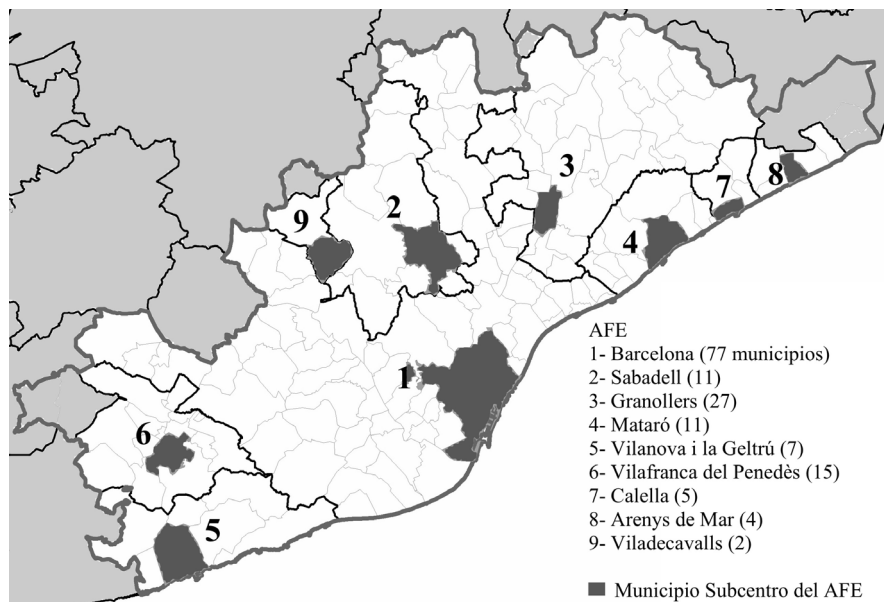 3
7
8
9
2
4
1
6
5
AFE
1- Barcelona (77 municipios)
2- Sabadell (11)
3- Granollers (27)
4- Mataró (11)
5- Vilanova i la Geltrú (7)
6- Vilafranca del Penedès (15)
7- Calella (5)
8- Arenys de Mar (4)
9- Viladecavalls (2)
Municipio Subcentro del AFE